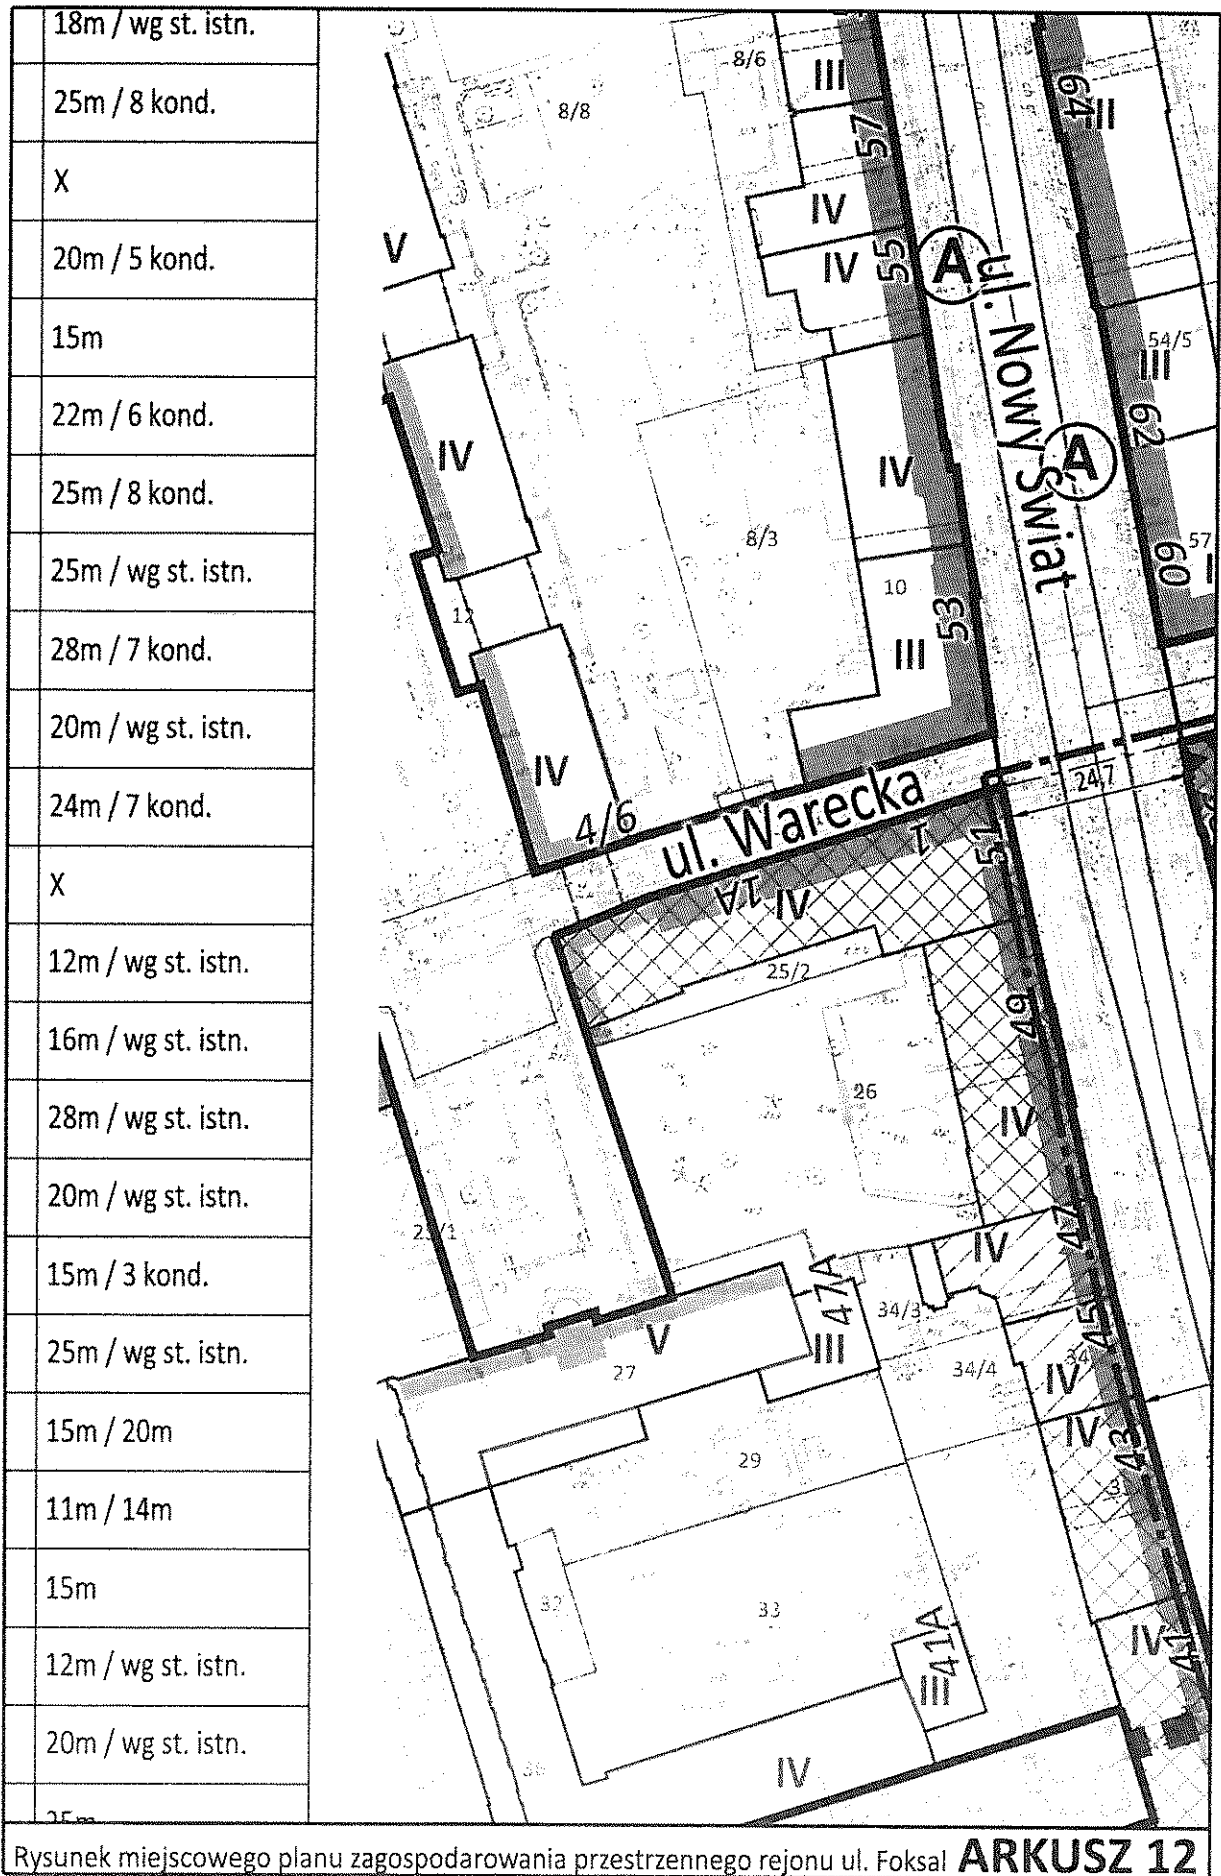 18m / wg st. istn.
25m / 8 kond.
X
20m / 5 kond.
15m
22m / 6 kond.
25m / 8 kond.
25m / wg st. istn.
28m / 7 kond.
20m / wg st. istn.
24m / 7 kond.
X
12m / wg st. istn.
16m / wg st. istn.
28m / wg st. istn.
20m / wg st. istn.
15m / 3 kond.
25m / wg st. istn.
15m / 20m
11m / 14m
15m
12m / wg st. istn.
20m / wg st. istn.
8/6
III
8/8
57
64
III
IV
V
IV
55
A
ul. Nowy Świat
54/5
III
62
A
IV
IV
8/3
57
60
10
53
III
12
IV
4/6
ul. Warecka
24,7
1
51
1A
IV
25/2
49
26
IV
47
IV
47A
34/3
45
V
III
27
34/4
IV
IV
43
29
32
33
41A
III
IV
41
IV
Rysunek miejscowego planu zagospodarowania przestrzennego rejonu ul. Foksal ARKUSZ 12